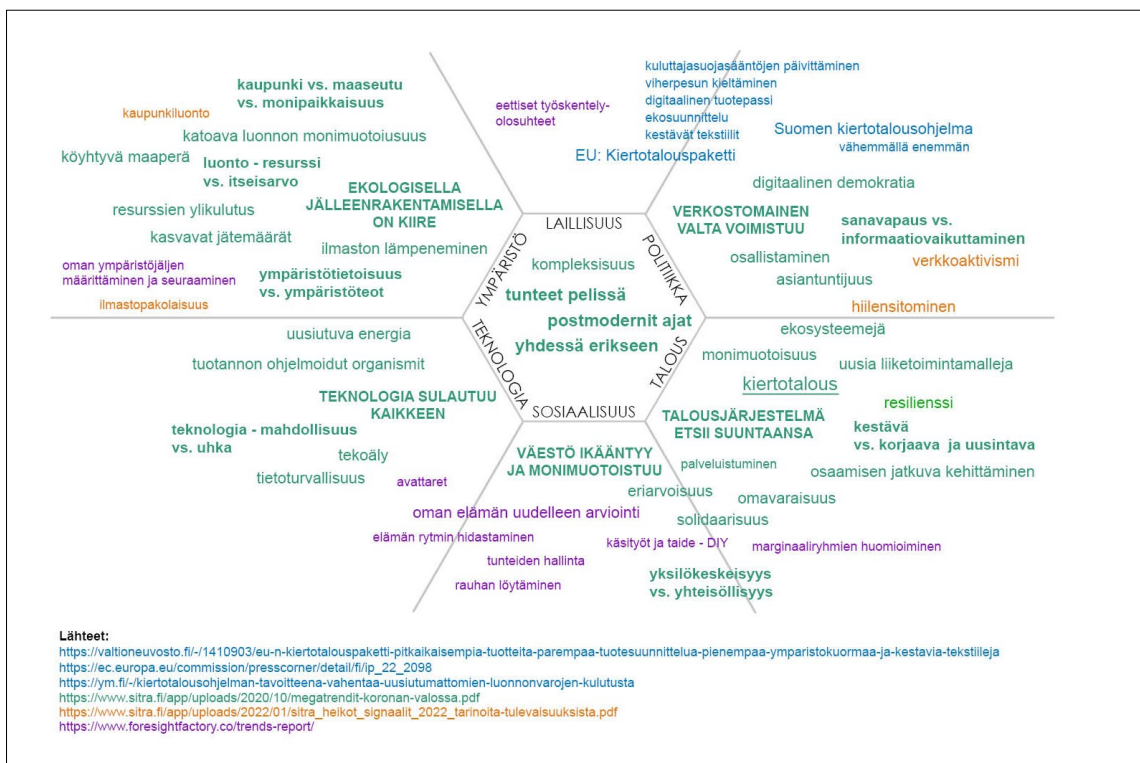 kaupunki vs. maaseutu
vs. monipaikkaisuus
kaupunkiluonto
katoava luonnon monimuotoiusuus
köyhtyvä maaperä
luonto - resurssi
vs. itseisarvo
EKOLOGISELLA
JÄLLEENRAKENTAMISELLA
ON KIIRE
resurssien ylikulutus
kasvavat jätemäärät
ilmaston lämpeneminen
oman ympäristöjäljen
määrittäminen ja seuraaminen
ympäristötietoisuus
vs. ympäristöteot
ilmastopakolaisuus
YMPÄRISTÖ
eettiset työskentely-
olosuhteet
kuluttajasuojasääntöjen päivittäminen
viherpesun kieltäminen
digitaalinen tuotepassi
ekosuunnittelu
kestävät tekstiilit
EU: Kiertotalouspaketti
LAILLISUUS
Suomen kiertotalousohjelma
vähemmällä enemmän
digitaalinen demokratia
VERKOSTOMAINEN
VALTA VOIMISTUU
sanavapaus vs.
informaatiovaikuttaminen
osallistaminen
verkkoaktivismi
asiantuntijuus
hiilensitominen
POLITIIKKA
kompleksisuus
tunteet pelissä
postmodernit ajat
yhdessä erikseen
uusiutuva energia
tuotannon ohjelmoidut organismit
TEKNOLOGIA SULAUTUU
KAIKKEEN
teknologia - mahdollisuus
vs. uhka
tekoäly
tietoturvallisuus
avattaret
TEKNOLOGIA
SOSIAALISUUS
VÄESTÖ IKÄÄNTYY
JA MONIMUOTOISTUU
oman elämän uudelleen arviointi
elämän rytmin hidastaminen
tunteiden hallinta
rauhan löytäminen
eriarvoisuus
solidaarisuus
käsityöt ja taide - DIY
yksilökeskeisyys
vs. yhteisöllisyys
TALOUS
ekosysteemejä
monimuotoisuus
uusia liiketoimintamalleja
kiertotalous
resilienssi
TALOUSJÄRJESTELMÄ
ETSII SUUNTAANSA
kestävä
vs. korjaava ja uusintava
palveluistuminen
osaamisen jatkuva kehittäminen
omavaraisuus
marginaaliryhmien huomioiminen
Lähteet:
https://valtioneuvosto.fi/-/1410903/eu-n-kiertotalouspaketti-pitkaikaisempia-tuotteita-parempaa-tuotesuunnittelua-pienempaa-ymparistokuormaa-ja-kestavia-tekstiileja
https://ec.europa.eu/commission/presscorner/detail/fi/ip_22_2098
https://ym.fi/-/kiertotalousohjelman-tavoitteena-vahentaa-uusiutumattomien-luonnonvarojen-kulutusta
https://www.sitra.fi/app/uploads/2020/10/megatrendit-koronan-valossa.pdf
https://www.sitra.fi/app/uploads/2022/01/sitra_heikot_signaalit_2022_tarinoita-tulevaisuuksista.pdf
https://www.foresightfactory.co/trends-report/